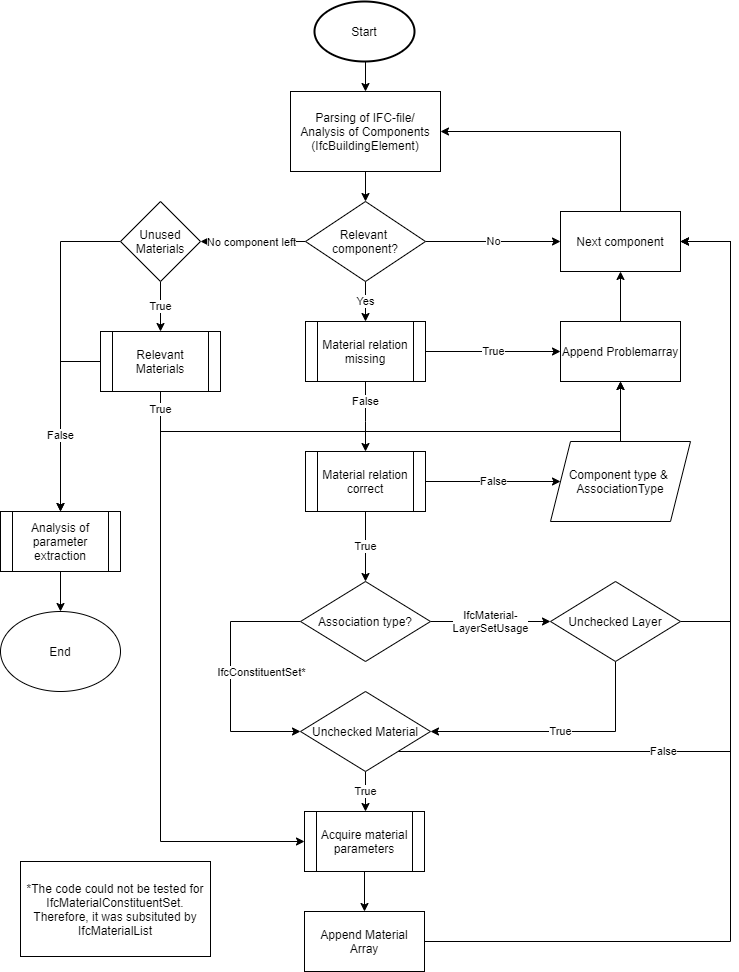 Start
Parsing of IFC-file/
Analysis of Components
(IfcBuildingElement)
Unused
Materials
No component left
Relevant
component?
No
Next component
True
Yes
Relevant
Materials
Material relation
missing
True
Append Problemarray
True
False
False
Material relation
correct
False
Component type &
AssociationType
Analysis of
parameter
extraction
True
Association type?
IfcMaterial-
LayerSetUsage
Unchecked Layer
End
IfcConstituentSet*
Unchecked Material
True
False
True
Acquire material
parameters
*The code could not be tested for
IfcMaterialConstituentSet.
Therefore, it was subsituted by
IfcMaterialList
Append Material
Array